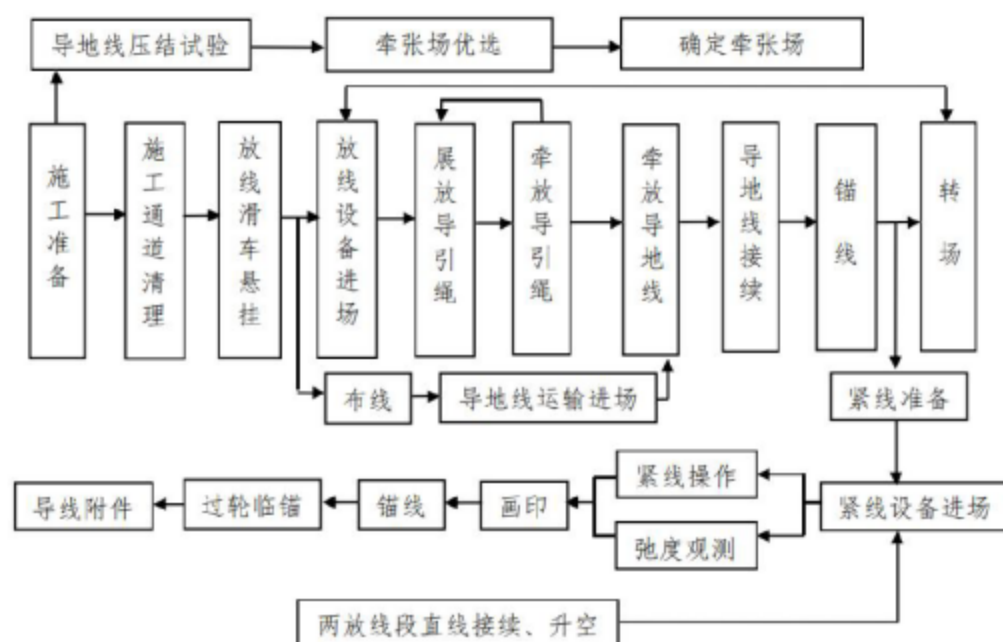 导地线压结试验
牵张场优选
确定牵张场
施工准备
施工通道清理
放线滑车悬挂
放线设备进场
展放导引绳
牵放导引绳
牵放导地线
导地线接续
锚线
转场
布线
导地线运输进场
紧线准备
导线附件
过轮临锚
锚线
画印
紧线操作
弛度观测
紧线设备进场
两放线段直线接续、升空